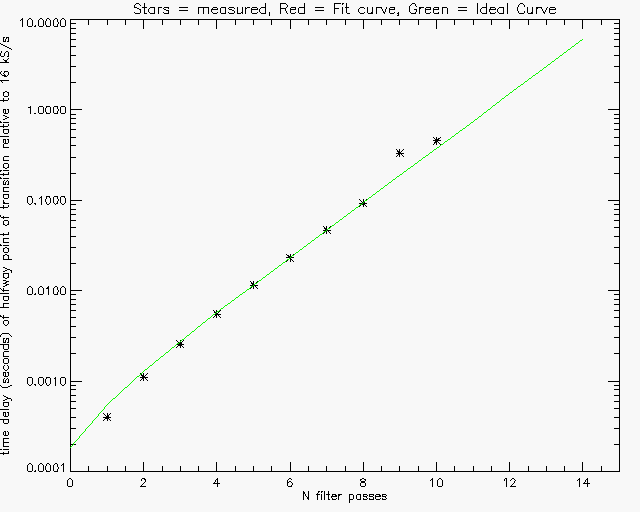 Stars = measured, Red = Fit curve, Green = Ideal Curve
time delay (seconds) of halfway point of transition relative to 16 kS/s
10.0000
1.0000
0.1000
0.0100
0.0010
0.0001
0 2 4 6 8 10 12 14
N filter passes